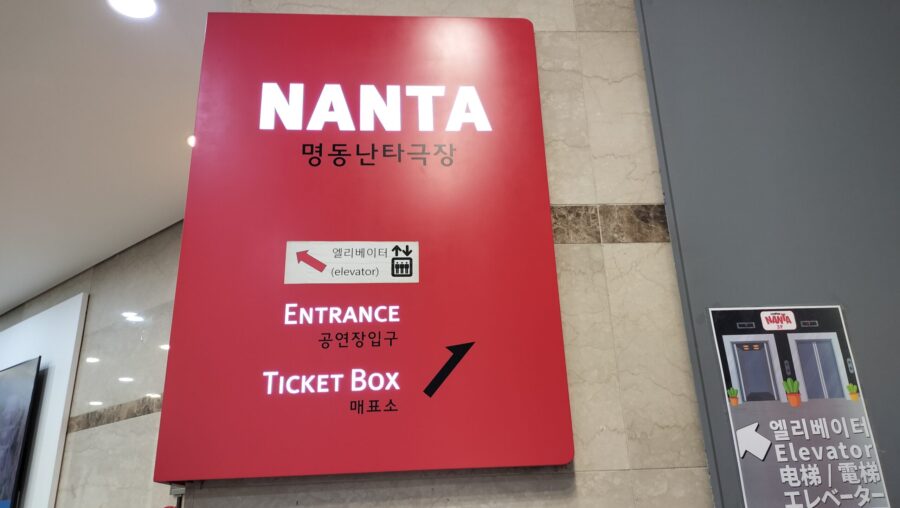 NANTA
명동난타극장
엘리베이터
(elevator)
ENTRANCE
공연장입구
TICKET BOX
매표소
NANTA
3F
엘리베이터
Elevator
电梯 / 電梯
エレベーター